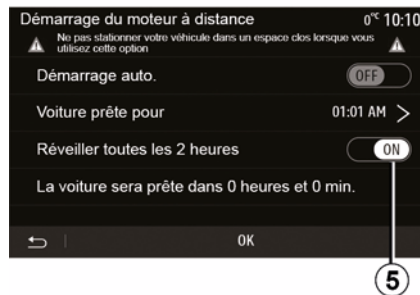 Démarrage du moteur à distance 0°C 10:10
Ne pas stationner votre véhicule dans un espace clos lorsque vous
utilisez cette option
Démarrage auto. OFF
Voiture prête pour 01:01 AM >
Réveiller toutes les 2 heures ON
La voiture sera prête dans 0 heures et 0 min.
OK
5